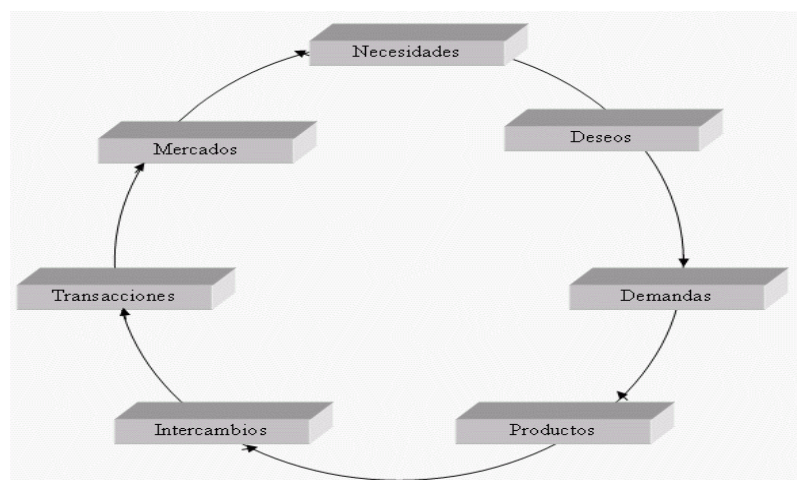 Necesidades
Deseos
Demandas
Productos
Intercambios
Transacciones
Mercados